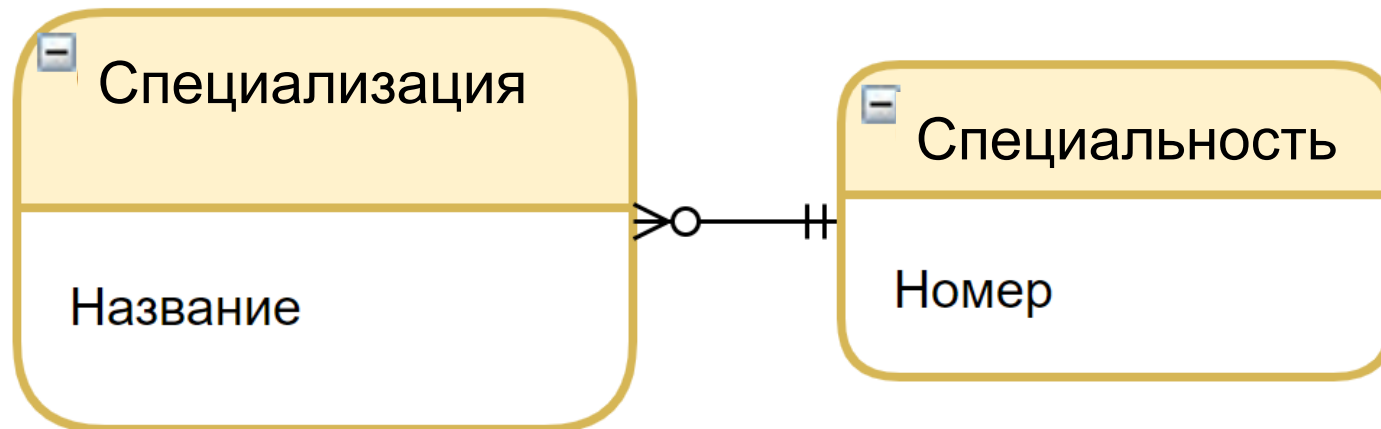 Специализация
Название
Специальность
Номер